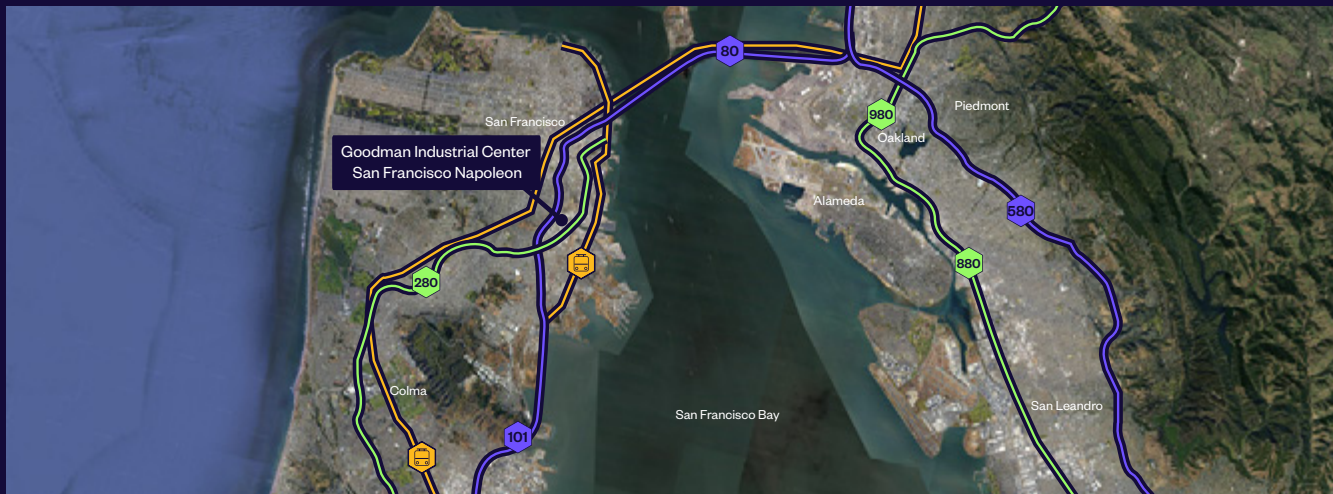 80
Piedmont
980
San Francisco
Oakland
Goodman Industrial Center
San Francisco Napoleon
Alameda
580
880
280
Colma
San Leandro
San Francisco Bay
101